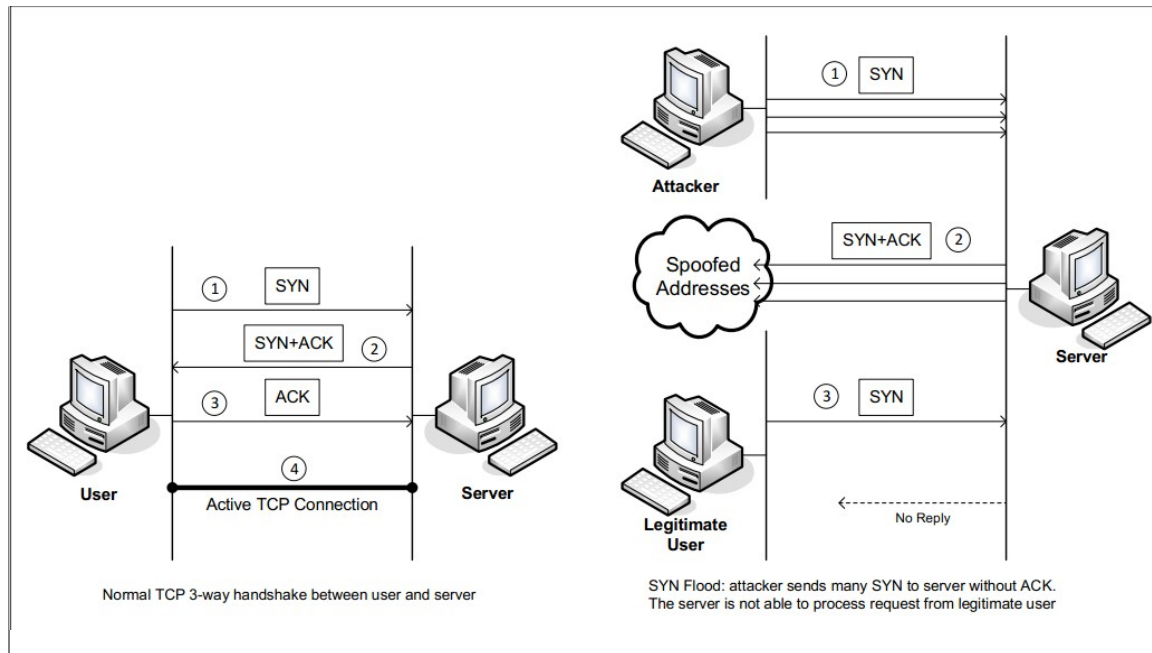 1
SYN
SYN+ACK
2
3
ACK
4
Active TCP Connection
User
Server
Normal TCP 3-way handshake between user and server
1
SYN
Attacker
SYN+ACK
2
Spoofed
Addresses
Server
3
SYN
Legitimate
User
No Reply
SYN Flood: attacker sends many SYN to server without ACK.
The server is not able to process request from legitimate user